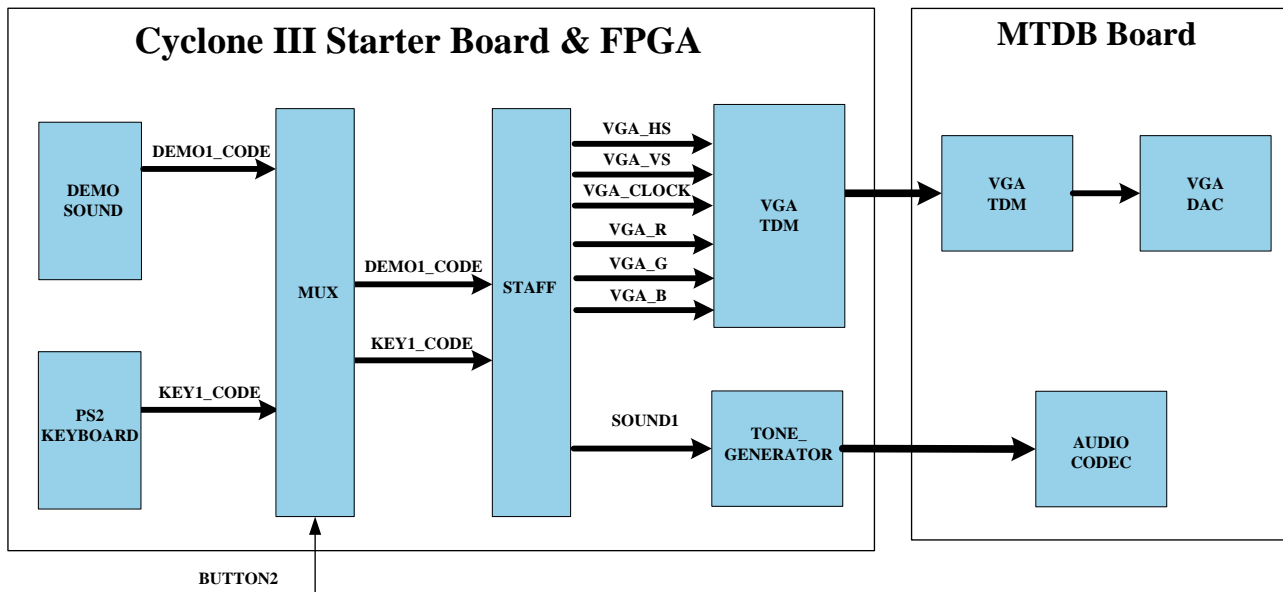 Cyclone III Starter Board & FPGA
MTDB Board
DEMO
SOUND
DEMO1_CODE
PS2
KEYBOARD
KEY1_CODE
MUX
BUTTON2
DEMO1_CODE
KEY1_CODE
STAFF
VGA_HS
VGA_VS
VGA_CLOCK
VGA_R
VGA_G
VGA_B
VGA
TDM
SOUND1
TONE_
GENERATOR
VGA
TDM
VGA
DAC
AUDIO
CODEC